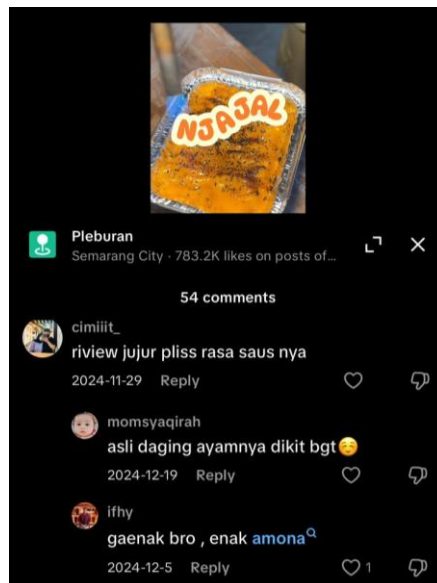 NJAJAL
Pleburan
Semarang City · 783.2K likes on posts of...
54 comments
cimiiit_
riview jujur pliss rasa saus nya
2024-11-29 Reply
momsyaqirah
asli daging ayamnya dikit bgt☺️
2024-12-19 Reply
ifhy
gaenak bro , enak amona
2024-12-5 Reply 1